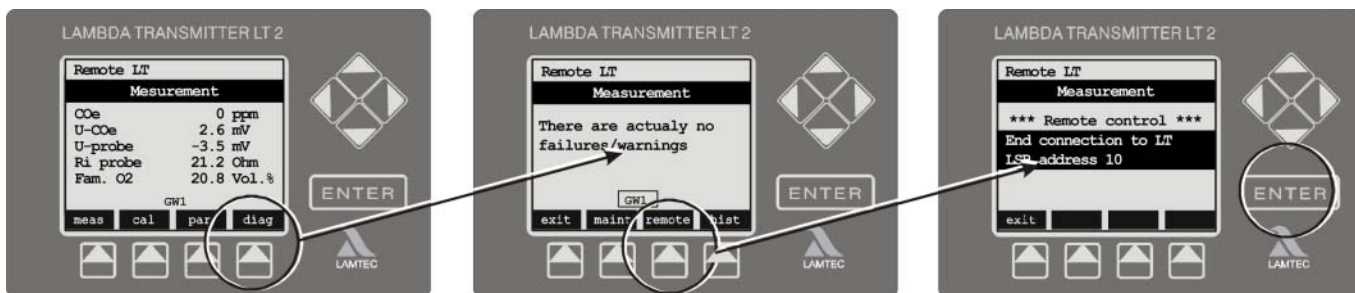 LAMBDA TRANSMITTER LT 2
Remote LT
Mesurement
COe 0 ppm
U-COe 2.6 mV
U-probe -3.5 mV
Ri probe 21.2 Ohm
Fam. O2 20.8 Vol.%
GW1
meas cal par diag
ENTER
LAMTEC
LAMBDA TRANSMITTER LT 2
Remote LT
Measurement
There are actualy no
failures/warnings
GW1
exit maint remote hist
ENTER
LAMTEC
LAMBDA TRANSMITTER LT 2
Remote LT
Measurement
*** Remote control ***
End connection to LT
LSB address 10
exit
ENTER
LAMTEC